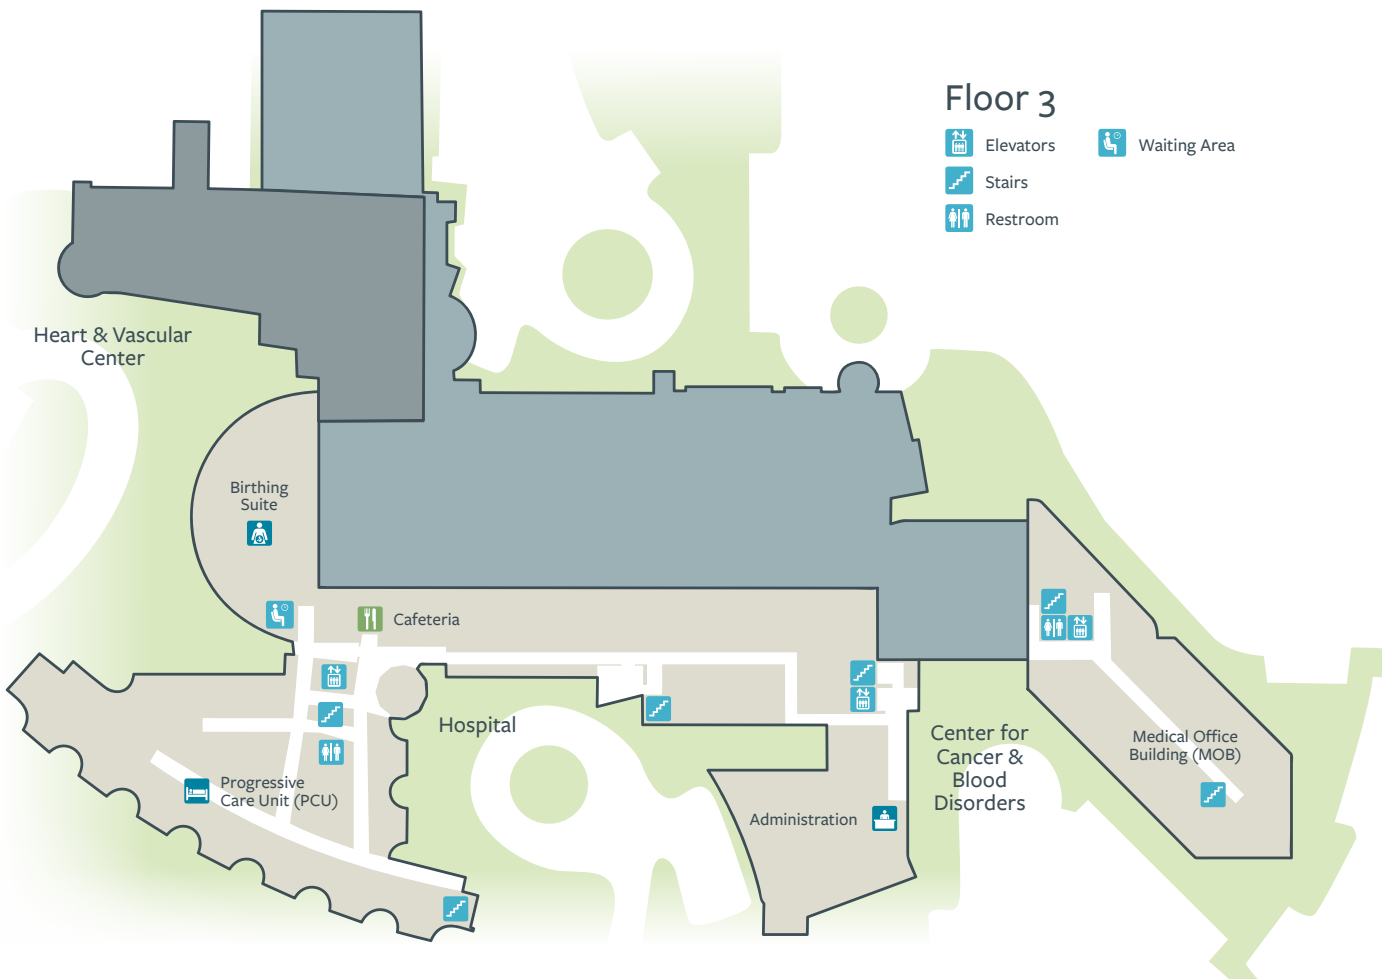 Floor 3
Elevators
Waiting Area
Stairs
Restroom
Heart & Vascular
Center
Birthing
Suite
Cafeteria
Hospital
Progressive
Care Unit (PCU)
Center for
Cancer &
Blood
Disorders
Medical Office
Building (MOB)
Administration